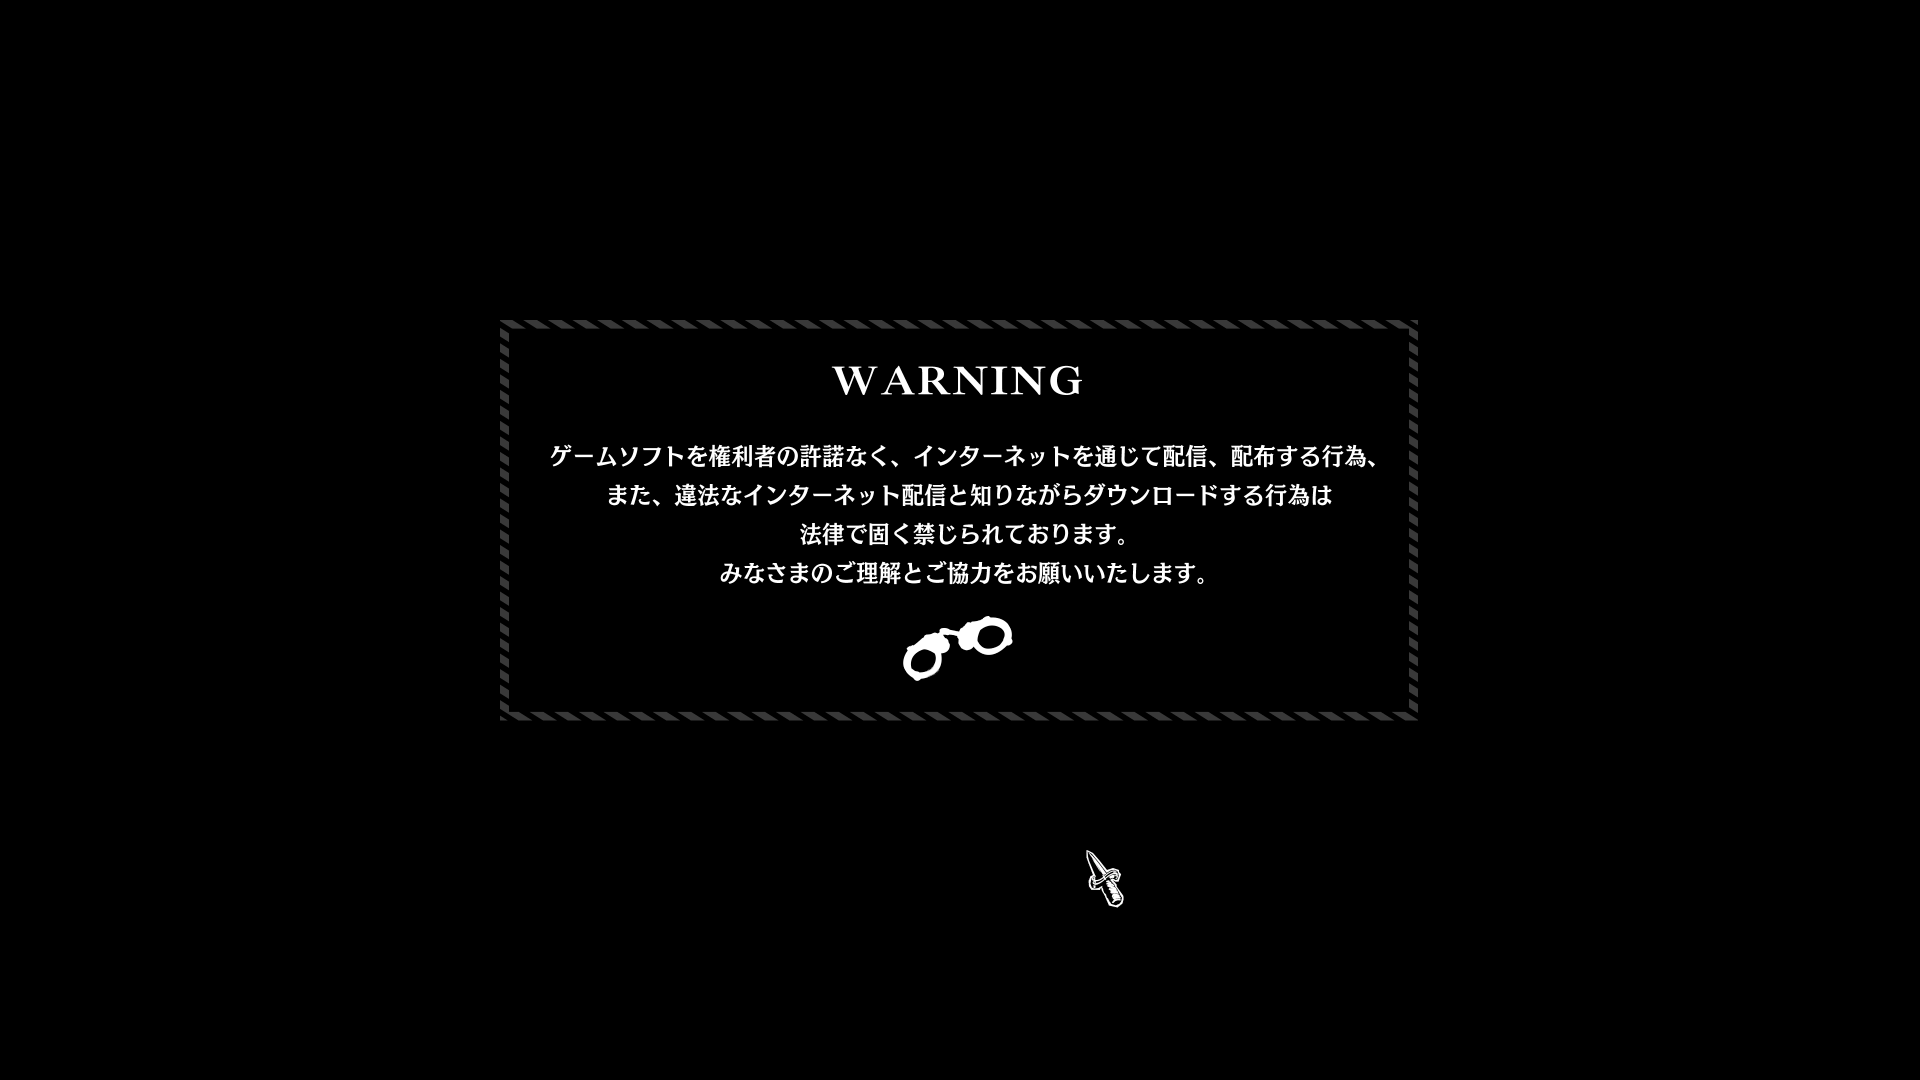 WARNING
ゲームソフトを権利者の許諾なく、インターネットを通じて配信、配布する行為、
また、違法なインターネット配信と知りながらダウンロードする行為は
法律で固く禁じられております。
みなさまのご理解とご協力をお願いいたします。